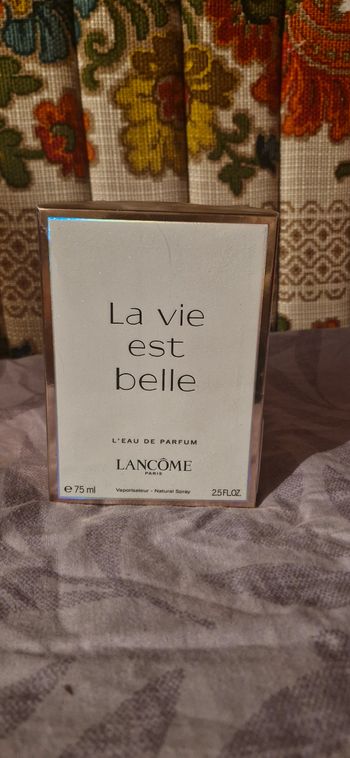 La vie
est
belle
L'EAU DE PARFUM
LANCÔME
PARIS
e 75 ml Vaporisateur - Natural Spray 2.5 FL.OZ.